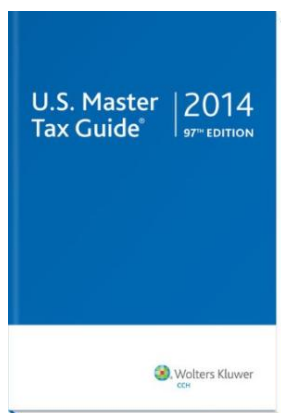 U.S. Master
Tax Guide®
2014
97TH EDITION
Wolters Kluwer
CCH